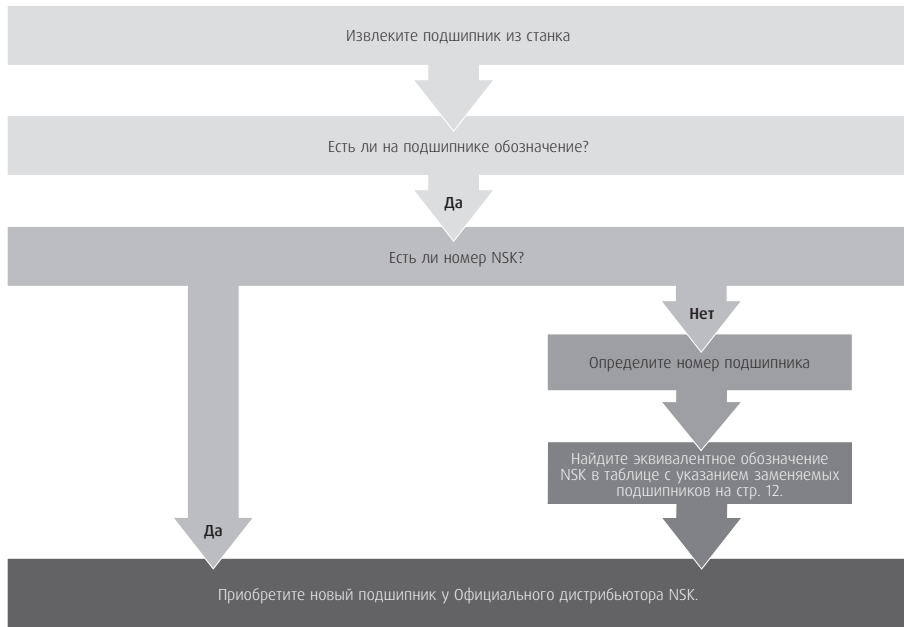 Извлеките подшипник из станка
Есть ли на подшипнике обозначение?
Да
Есть ли номер NSK?
Нет
Определите номер подшипника
Найдите эквивалентное обозначение
NSK в таблице с указанием заменяемых
подшипников на стр. 12.
Да
Приобретите новый подшипник у Официального дистрибьютора NSK.